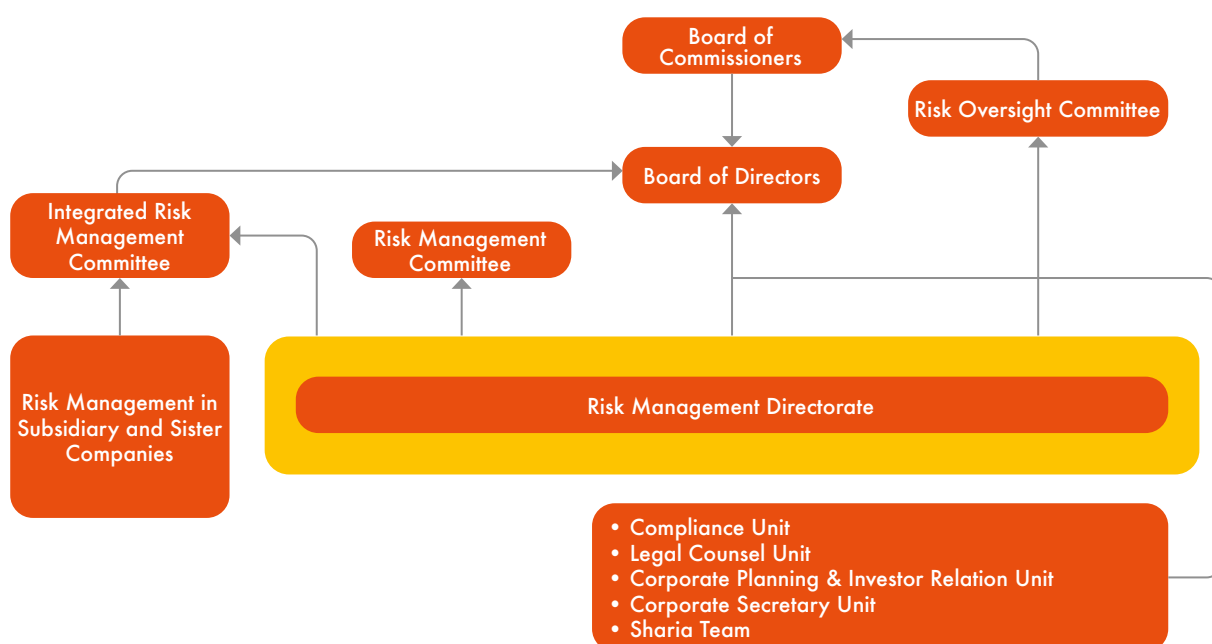 Board of
Commissioners
Risk Oversight Committee
Board of Directors
Integrated Risk
Management
Committee
Risk Management
Committee
Risk Management in
Subsidiary and Sister
Companies
Risk Management Directorate
• Compliance Unit
• Legal Counsel Unit
• Corporate Planning & Investor Relation Unit
• Corporate Secretary Unit
• Sharia Team